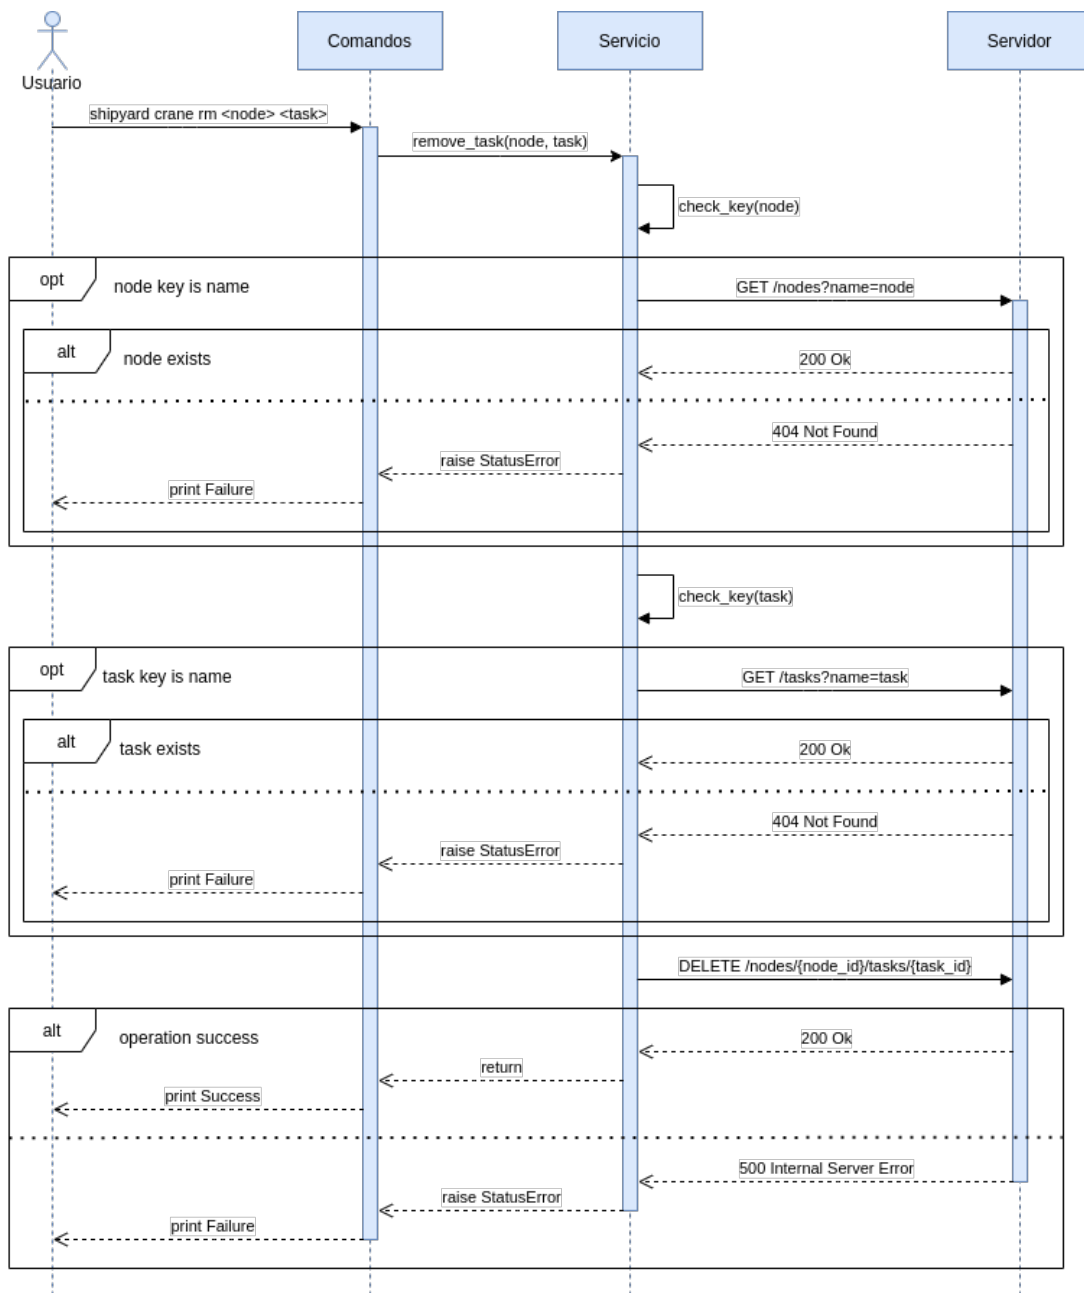 Comandos
Servicio
Servidor
Usuario
shipyard crane rm <node> <task>
remove_task(node, task)
check_key(node)
opt
node key is name
GET /nodes?name=node
alt
node exists
200 Ok
404 Not Found
raise StatusError
print Failure
check_key(task)
opt
task key is name
GET /tasks?name=task
alt
task exists
200 Ok
404 Not Found
raise StatusError
print Failure
DELETE /nodes/{node_id}/tasks/{task_id}
alt
operation success
200 Ok
return
print Success
500 Internal Server Error
raise StatusError
print Failure